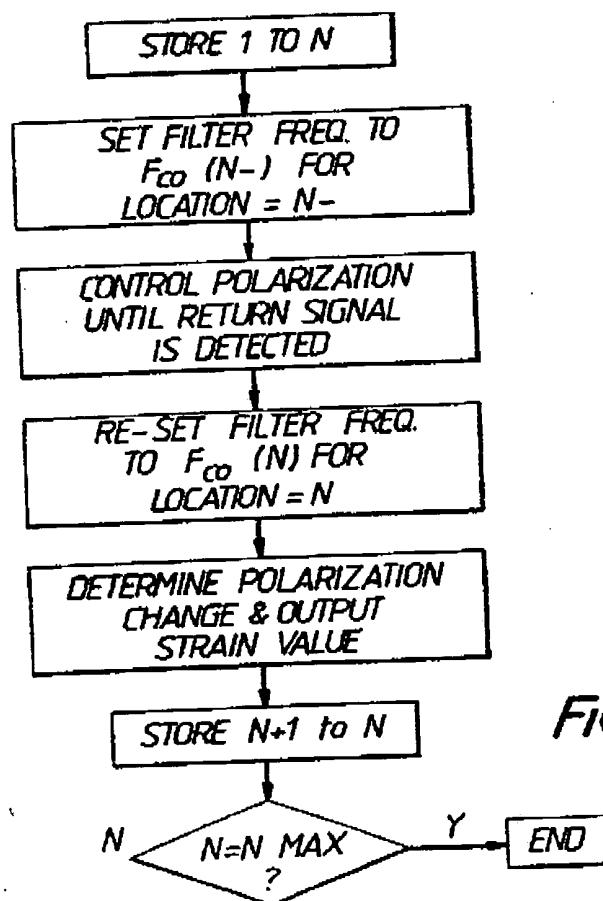 STORE 1 TO N
SET FILTER FREQ. TO
Fco (N-) FOR
LOCATION = N-
CONTROL POLARIZATION
UNTIL RETURN SIGNAL
IS DETECTED
RE-SET FILTER FREQ.
TO Fco (N) FOR
LOCATION = N
DETERMINE POLARIZATION
CHANGE & OUTPUT
STRAIN VALUE
STORE N+1 to N
N
N=N MAX
?
Y
END